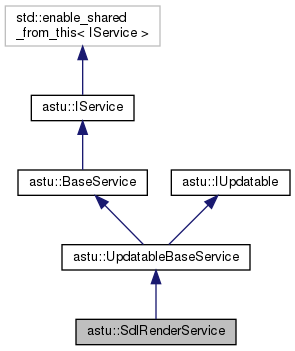 std::enable_shared
_from_this< IService >
astu::IService
astu::BaseService
astu::IUpdatable
astu::UpdatableBaseService
astu::SdlRenderService